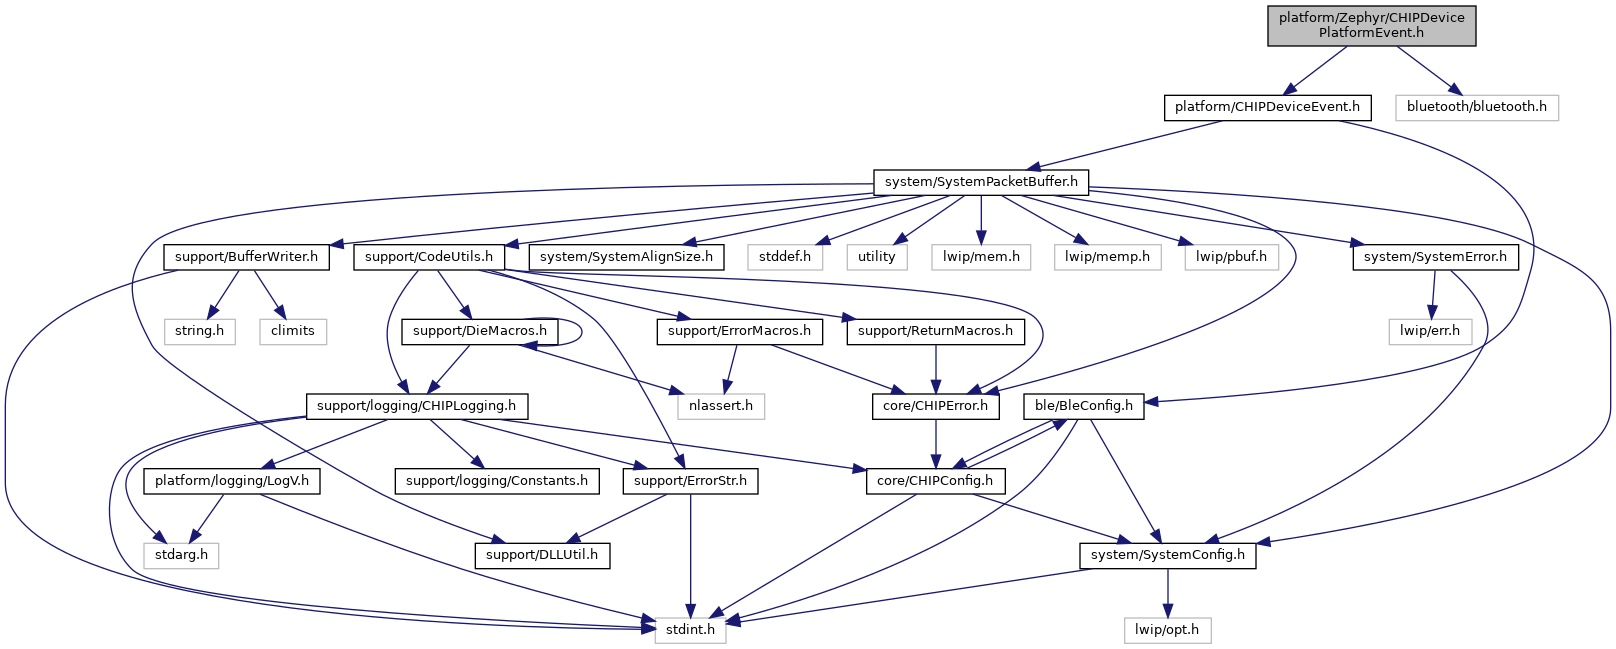 platform/Zephyr/CHIPDevice
PlatformEvent.h
platform/CHIPDeviceEvent.h
bluetooth/bluetooth.h
system/SystemPacketBuffer.h
support/BufferWriter.h
support/CodeUtils.h
system/SystemAlignSize.h
stddef.h
utility
lwip/mem.h
lwip/memp.h
lwip/pbuf.h
system/SystemError.h
string.h
climits
support/DieMacros.h
support/ErrorMacros.h
support/ReturnMacros.h
lwip/err.h
support/logging/CHIPLogging.h
nlassert.h
core/CHIPError.h
ble/BleConfig.h
platform/logging/LogV.h
support/logging/Constants.h
support/ErrorStr.h
core/CHIPConfig.h
stdarg.h
support/DLLUtil.h
system/SystemConfig.h
stdint.h
lwip/opt.h